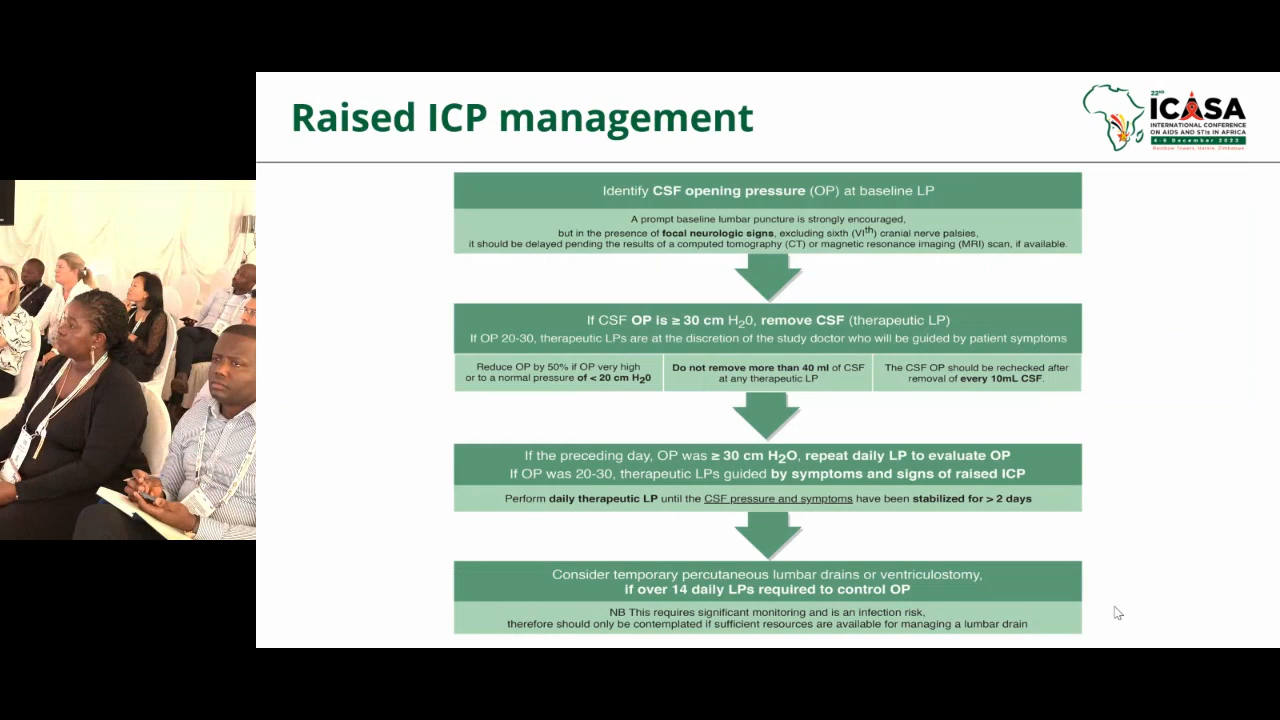 Raised ICP management
22ND
ICASA
INTERNATIONAL CONFERENCE
ON AIDS AND STIs IN AFRICA
4-9 December 2023
Rainbow Towers, Harare, Zimbabwe
Identify CSF opening pressure (OP) at baseline LP
A prompt baseline lumbar puncture is strongly encouraged,
but in the presence of focal neurologic signs, excluding sixth (VIth) cranial nerve palsies,
it should be delayed pending the results of a computed tomography (CT) or magnetic resonance imaging (MRI) scan, if available.
If CSF OP is ≥ 30 cm H20, remove CSF (therapeutic LP)
If OP 20-30, therapeutic LPs are at the discretion of the study doctor who will be guided by patient symptoms
Reduce OP by 50% if OP very high
or to a normal pressure of < 20 cm H20
Do not remove more than 40 ml of CSF
at any therapeutic LP
The CSF OP should be rechecked after
removal of every 10mL CSF.
If the preceding day, OP was ≥ 30 cm H2O, repeat daily LP to evaluate OP
If OP was 20-30, therapeutic LPs guided by symptoms and signs of raised ICP
Perform daily therapeutic LP until the CSF pressure and symptoms have been stabilized for > 2 days
Consider temporary percutaneous lumbar drains or ventriculostomy,
if over 14 daily LPs required to control OP
NB This requires significant monitoring and is an infection risk,
therefore should only be contemplated if sufficient resources are available for managing a lumbar drain